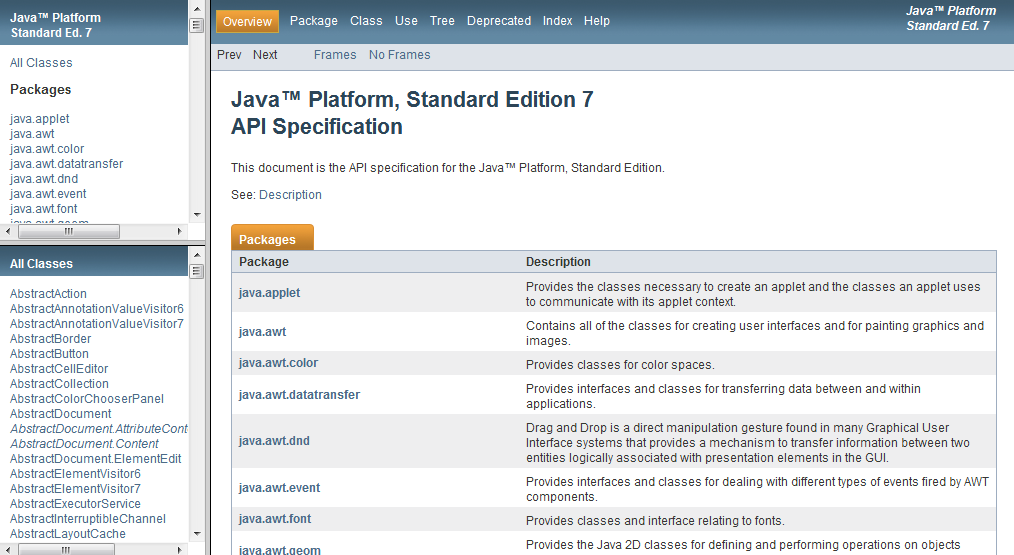 Java™ Platform
Standard Ed. 7
All Classes
Packages
java.applet
java.awt
java.awt.color
java.awt.datatransfer
java.awt.dnd
java.awt.event
java.awt.font
java.awt.geom
All Classes
AbstractAction
AbstractAnnotationValueVisitor6
AbstractAnnotationValueVisitor7
AbstractBorder
AbstractButton
AbstractCellEditor
AbstractCollection
AbstractColorChooserPanel
AbstractDocument
AbstractDocument.AttributeCont
AbstractDocument.Content
AbstractDocument.ElementEdit
AbstractElementVisitor6
AbstractElementVisitor7
AbstractExecutorService
AbstractInterruptibleChannel
AbstractLayoutCache
Overview Package Class Use Tree Deprecated Index Help
Java™ Platform
Standard Ed. 7
Prev Next Frames No Frames
Java™ Platform, Standard Edition 7
API Specification
This document is the API specification for the Java™ Platform, Standard Edition.
See: Description
Packages
Package Description
java.applet Provides the classes necessary to create an applet and the classes an applet uses
to communicate with its applet context.
java.awt Contains all of the classes for creating user interfaces and for painting graphics and
images.
java.awt.color Provides classes for color spaces.
java.awt.datatransfer Provides interfaces and classes for transferring data between and within
applications.
java.awt.dnd Drag and Drop is a direct manipulation gesture found in many Graphical User
Interface systems that provides a mechanism to transfer information between two
entities logically associated with presentation elements in the GUI.
java.awt.event Provides interfaces and classes for dealing with different types of events fired by AWT
components.
java.awt.font Provides classes and interface relating to fonts.
java.awt.geom Provides the Java 2D classes for defining and performing operations on objects